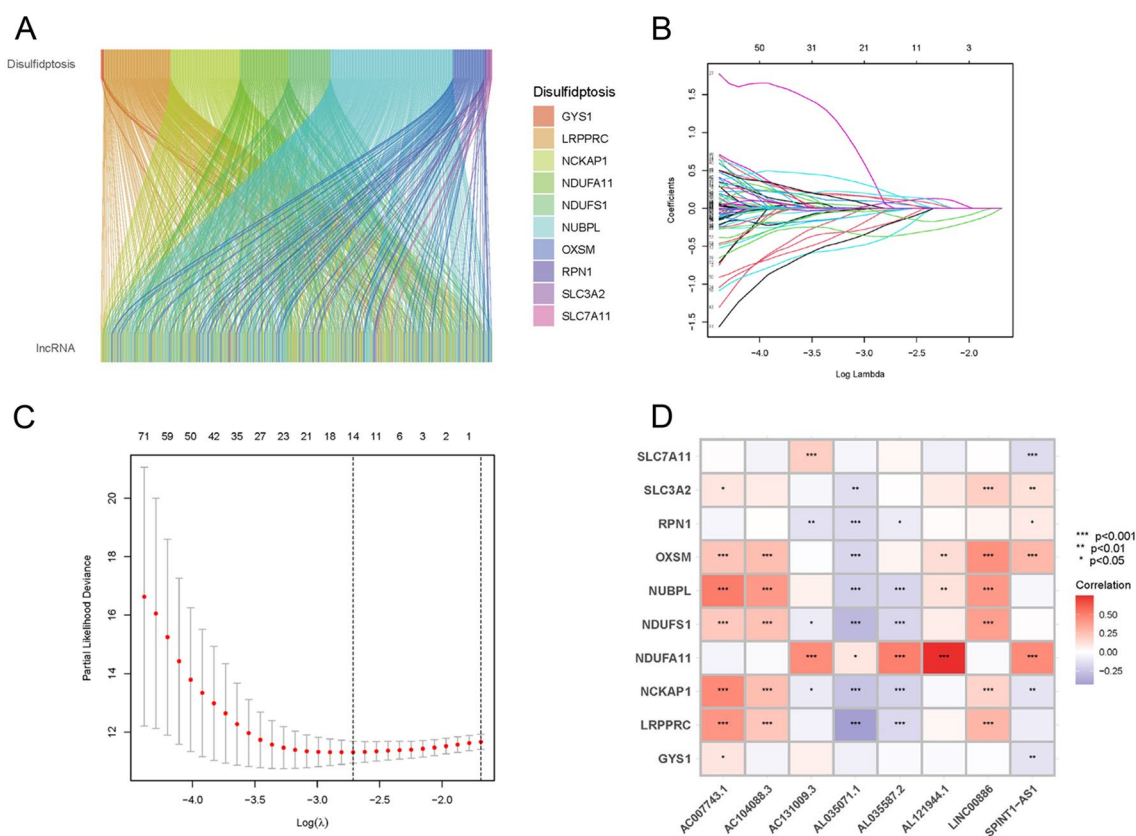 A
Disulfidptosis
lncRNA
Disulfidptosis
GYS1
LRPPRC
NCKAP1
NDUFA11
NDUFS1
NUBPL
OXSM
RPN1
SLC3A2
SLC7A11
B
50 31 21 11 3
Coefficients
1.5
1.0
0.5
0.0
−0.5
−1.0
−1.5
−4.0 −3.5 −3.0 −2.5 −2.0
Log Lambda
C
71 59 50 42 35 27 23 21 18 14 11 6 3 2 1
Partial Likelihood Deviance
20
18
16
14
12
−4.0 −3.5 −3.0 −2.5 −2.0
Log(λ)
D
SLC7A11 *** ***
SLC3A2 * ** *** **
RPN1 ** *** * *
OXSM *** *** *** ** *** ***
NUBPL *** *** *** *** ** ***
NDUFS1 *** *** * *** *** ***
NDUFA11 *** * *** *** ***
NCKAP1 *** *** * *** *** *** **
LRPPRC *** *** *** *** ***
GYS1 * **
AC007743.1 AC104088.3 AC131009.3 AL035071.1 AL035587.2 AL121944.1 LINC00886 SPINT1−AS1
*** p<0.001
** p<0.01
* p<0.05
Correlation
0.50
0.25
0.00
−0.25